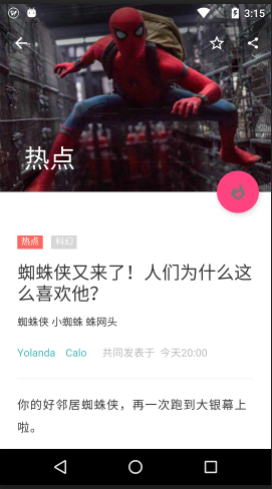 3:15
热点
热点 科幻
蜘蛛侠又来了！人们为什么这
么喜欢他？
蜘蛛侠 小蜘蛛 蛛网头
Yolanda Calo 共同发表于 今天20:00
你的好邻居蜘蛛侠，再一次跑到大银幕上
啦。